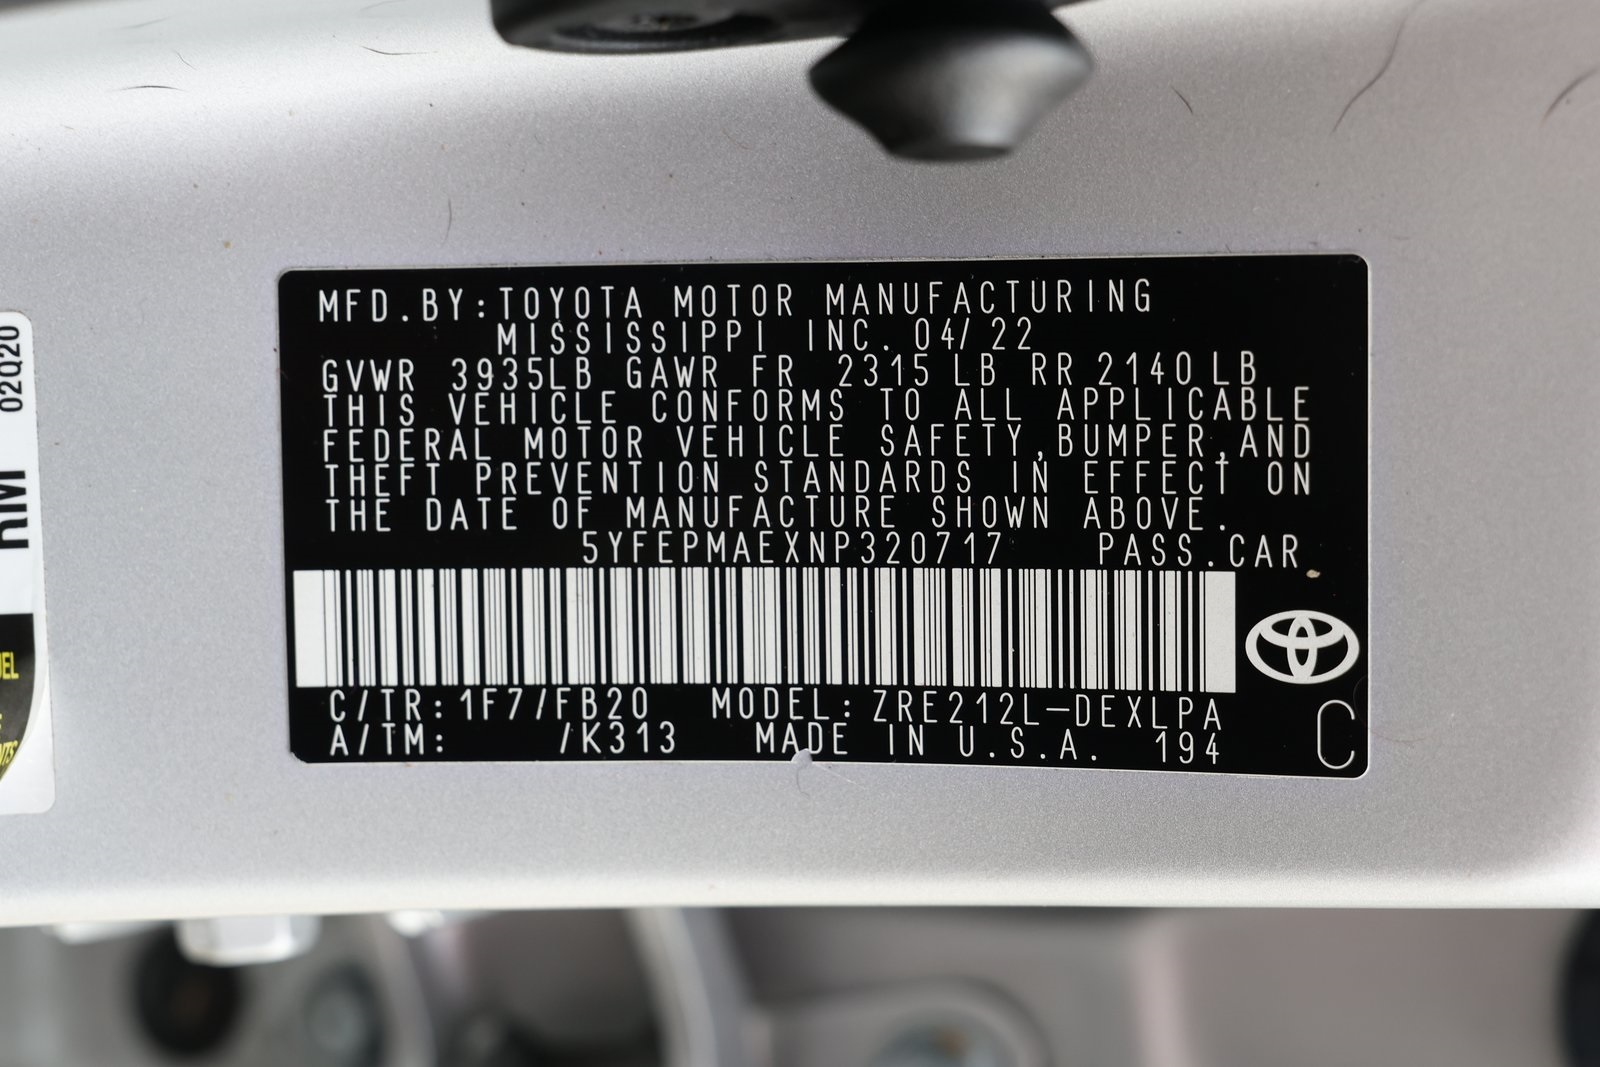 MFD.BY:TOYOTA MOTOR MANUFACTURING
MISSISSIPPI INC. 04/22
GVWR 3935LB GAWR FR 2315 LB RR 2140 LB
THIS VEHICLE CONFORMS TO ALL APPLICABLE
FEDERAL MOTOR VEHICLE SAFETY,BUMPER,AND
THEFT PREVENTION STANDARDS IN EFFECT ON
THE DATE OF MANUFACTURE SHOWN ABOVE.
5YFEPMAEXNP320717 PASS.CAR
C/TR:1F7/FB20 MODEL:ZRE212L-DEXLPA
A/TM: /K313 MADE IN U.S.A. 194
C
02Q20